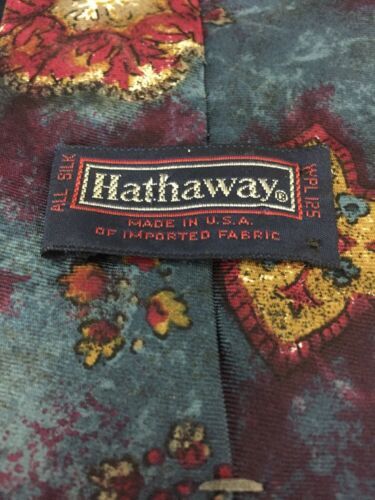 ALL SILK
Hathaway®
MADE IN U.S.A.
OF IMPORTED FABRIC
WPL 125